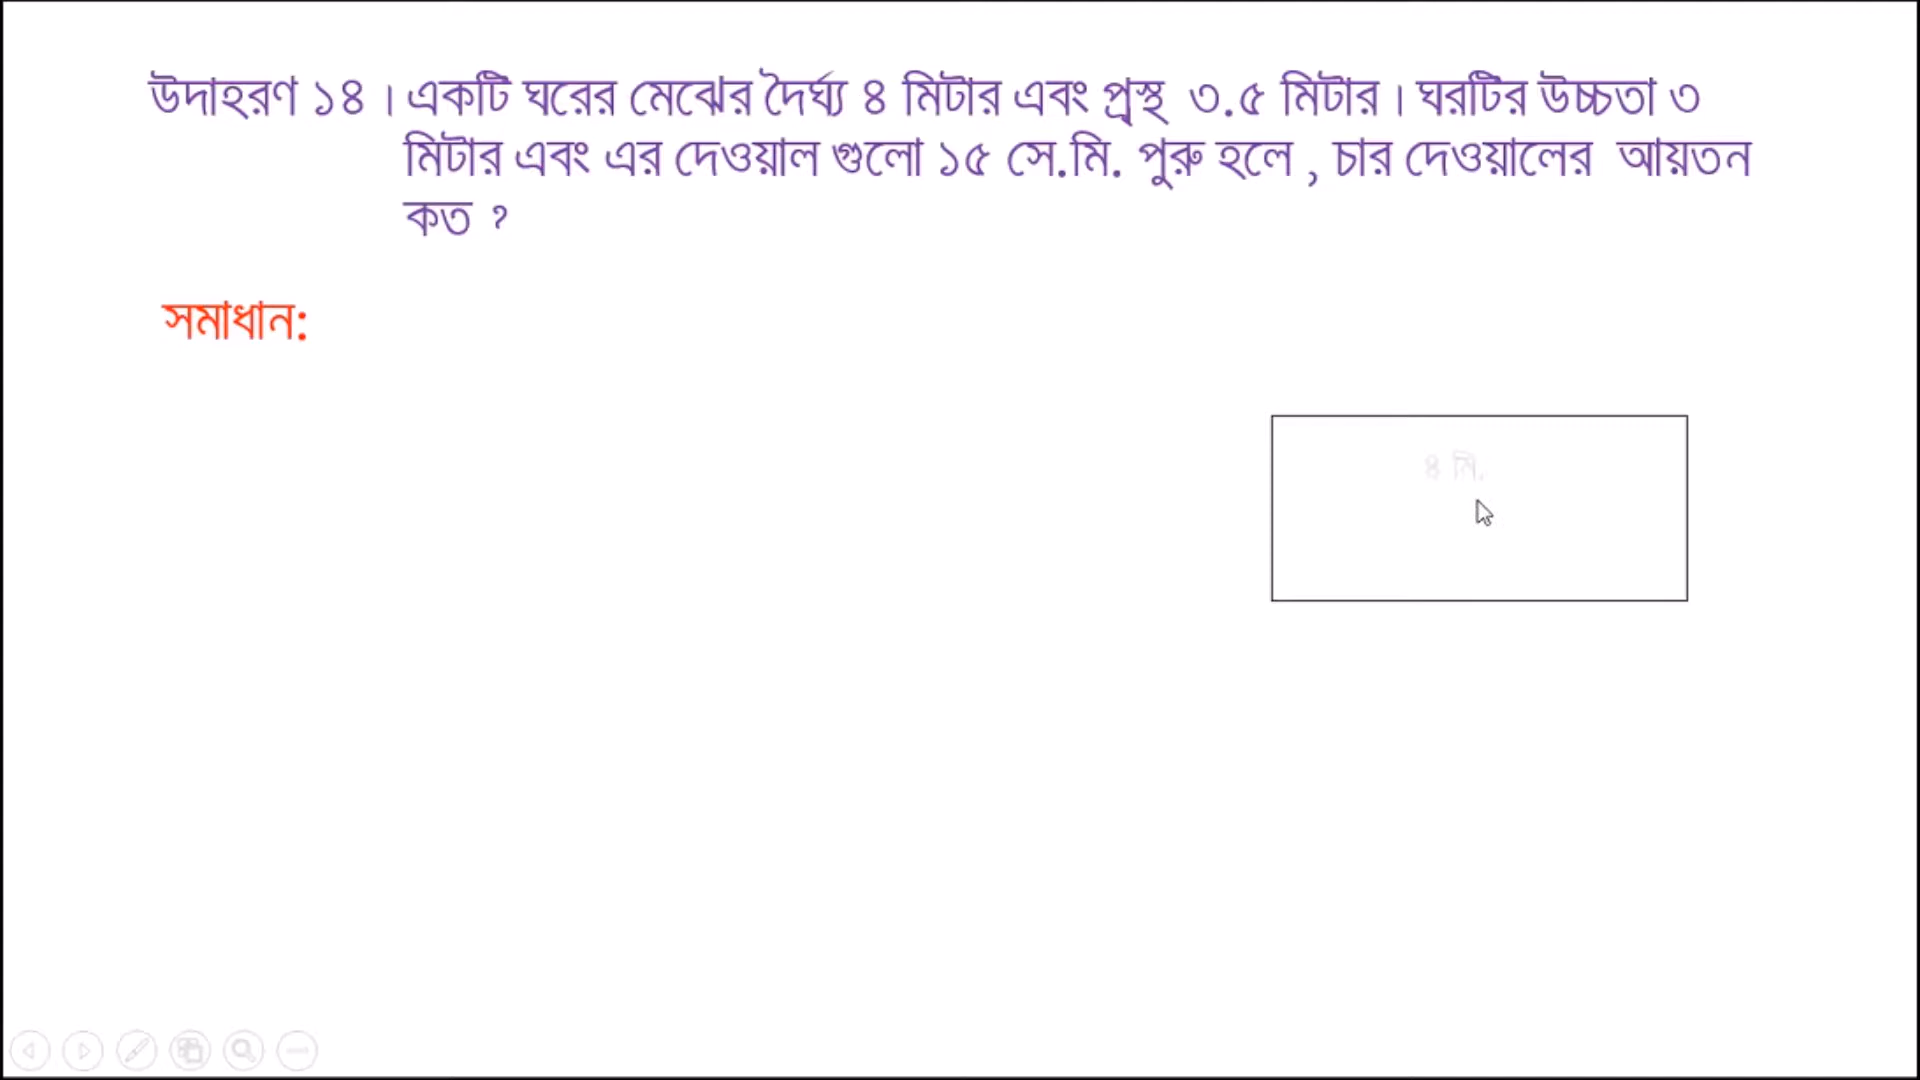 উদাহরণ ১৪। একটি ঘরের মেঝের দৈর্ঘ্য ৪ মিটার এবং প্রস্থ ৩.৫ মিটার। ঘরটির উচ্চতা ৩
মিটার এবং এর দেওয়াল গুলো ১৫ সে.মি. পুরু হলে , চার দেওয়ালের আয়তন
কত ?
সমাধান:
৪ মি.